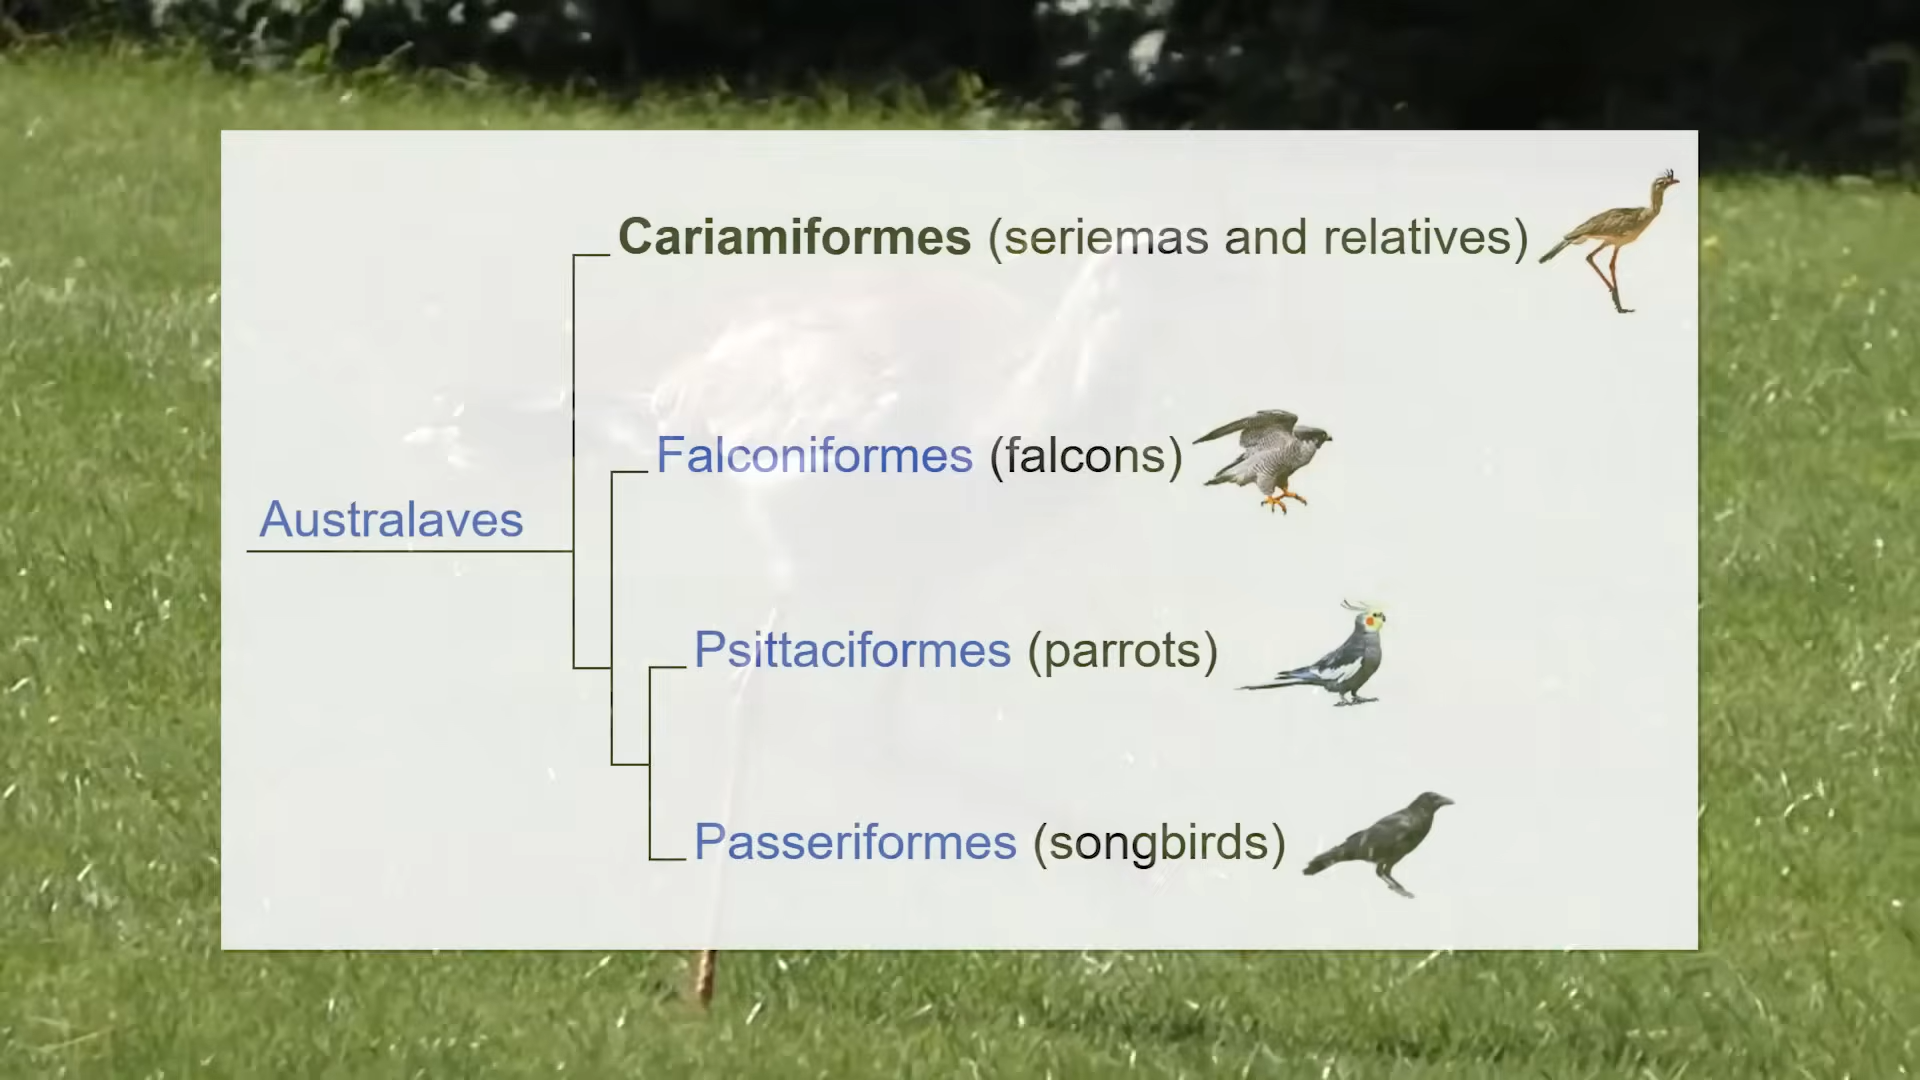 Cariamiformes (seriemas and relatives)
Falconiformes (falcons)
Australaves
Psittaciformes (parrots)
Passeriformes (songbirds)